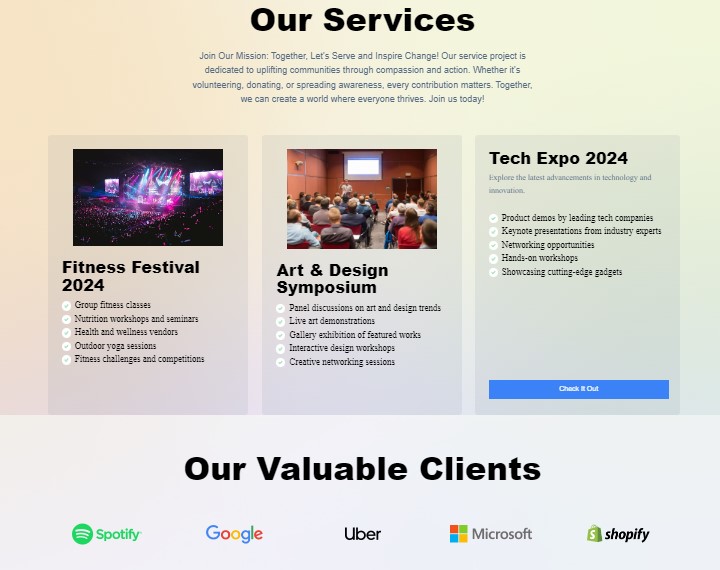 Our Services
Join Our Mission: Together, Let's Serve and Inspire Change! Our service project is
dedicated to uplifting communities through compassion and action. Whether it's
volunteering, donating, or spreading awareness, every contribution matters. Together,
we can create a world where everyone thrives. Join us today!
Fitness Festival
2024
Group fitness classes
Nutrition workshops and seminars
Health and wellness vendors
Outdoor yoga sessions
Fitness challenges and competitions
Art & Design
Symposium
Panel discussions on art and design trends
Live art demonstrations
Gallery exhibition of featured works
Interactive design workshops
Creative networking sessions
Tech Expo 2024
Explore the latest advancements in technology and
innovation.
Product demos by leading tech companies
Keynote presentations from industry experts
Networking opportunities
Hands-on workshops
Showcasing cutting-edge gadgets
Check It Out
Our Valuable Clients
Spotify
Google
Uber
Microsoft
shopify